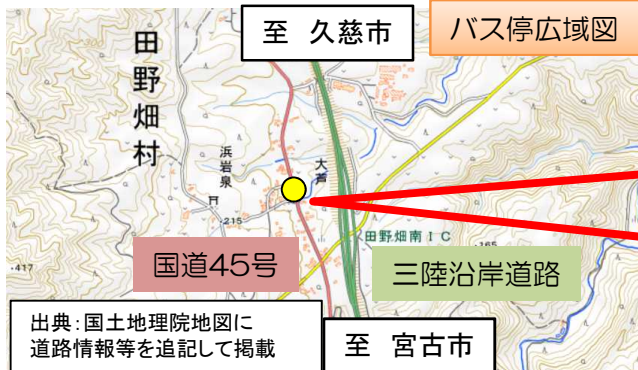 至 久慈市
バス停広域図
田野畑村
浜岩泉
大芦
215
田野畑南IC
165
417
国道45号
三陸沿岸道路
出典:国土地理院地図に
道路情報等を追記して掲載
至 宮古市